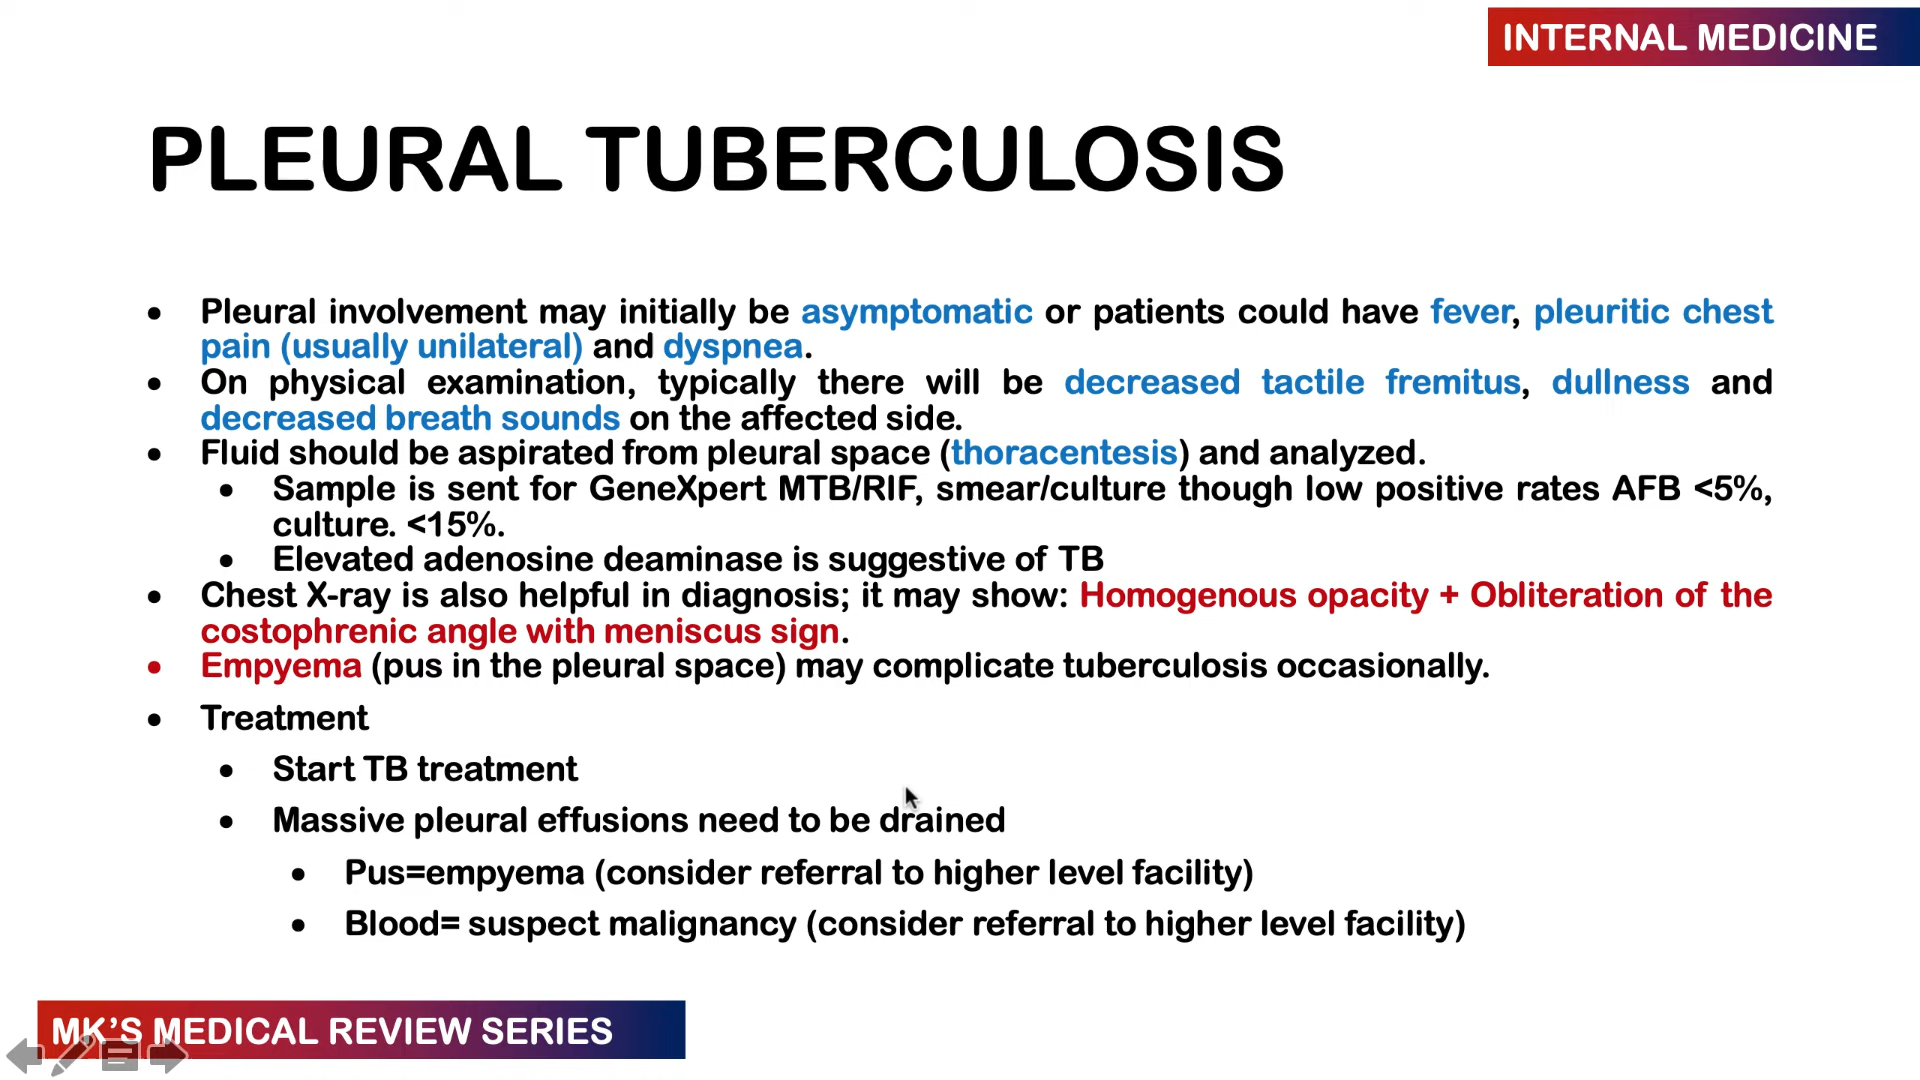 INTERNAL MEDICINE
PLEURAL TUBERCULOSIS
• Pleural involvement may initially be asymptomatic or patients could have fever, pleuritic chest
pain (usually unilateral) and dyspnea.
• On physical examination, typically there will be decreased tactile fremitus, dullness and
decreased breath sounds on the affected side.
• Fluid should be aspirated from pleural space (thoracentesis) and analyzed.
• Sample is sent for GeneXpert MTB/RIF, smear/culture though low positive rates AFB <5%,
culture. <15%.
• Elevated adenosine deaminase is suggestive of TB
• Chest X-ray is also helpful in diagnosis; it may show: Homogenous opacity + Obliteration of the
costophrenic angle with meniscus sign.
• Empyema (pus in the pleural space) may complicate tuberculosis occasionally.
• Treatment
• Start TB treatment
• Massive pleural effusions need to be drained
• Pus=empyema (consider referral to higher level facility)
• Blood= suspect malignancy (consider referral to higher level facility)
MK'S MEDICAL REVIEW SERIES